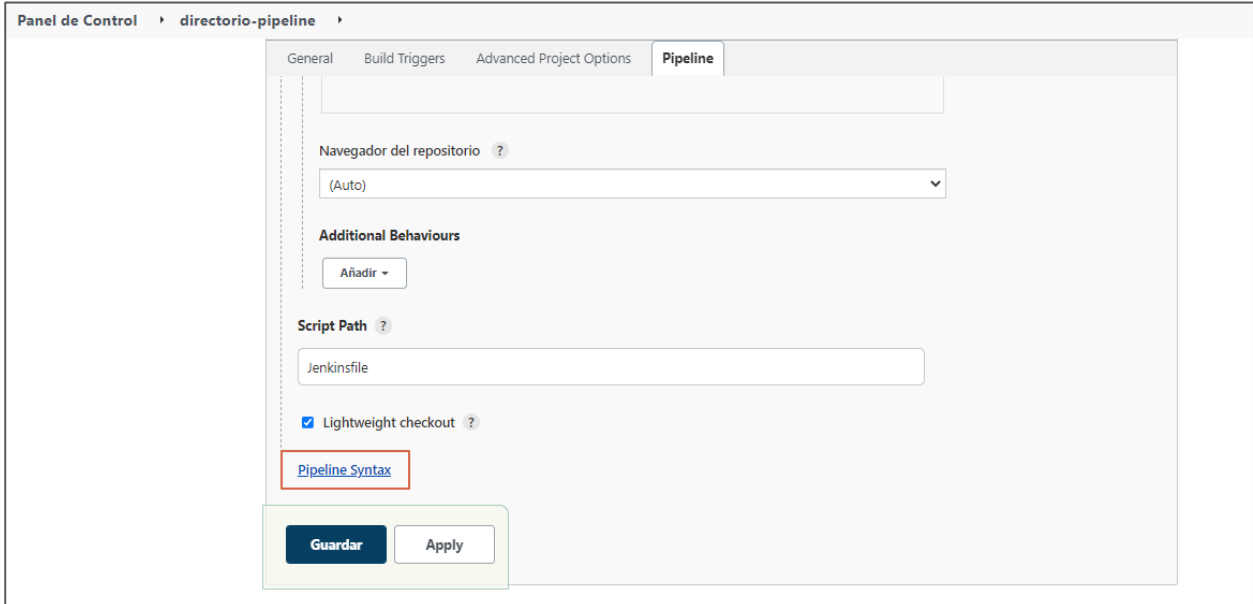 Panel de Control ‣ directorio-pipeline ‣
General Build Triggers Advanced Project Options Pipeline
Navegador del repositorio ?
(Auto)
Additional Behaviours
Añadir
Script Path ?
Jenkinsfile
Lightweight checkout ?
Pipeline Syntax
Guardar Apply